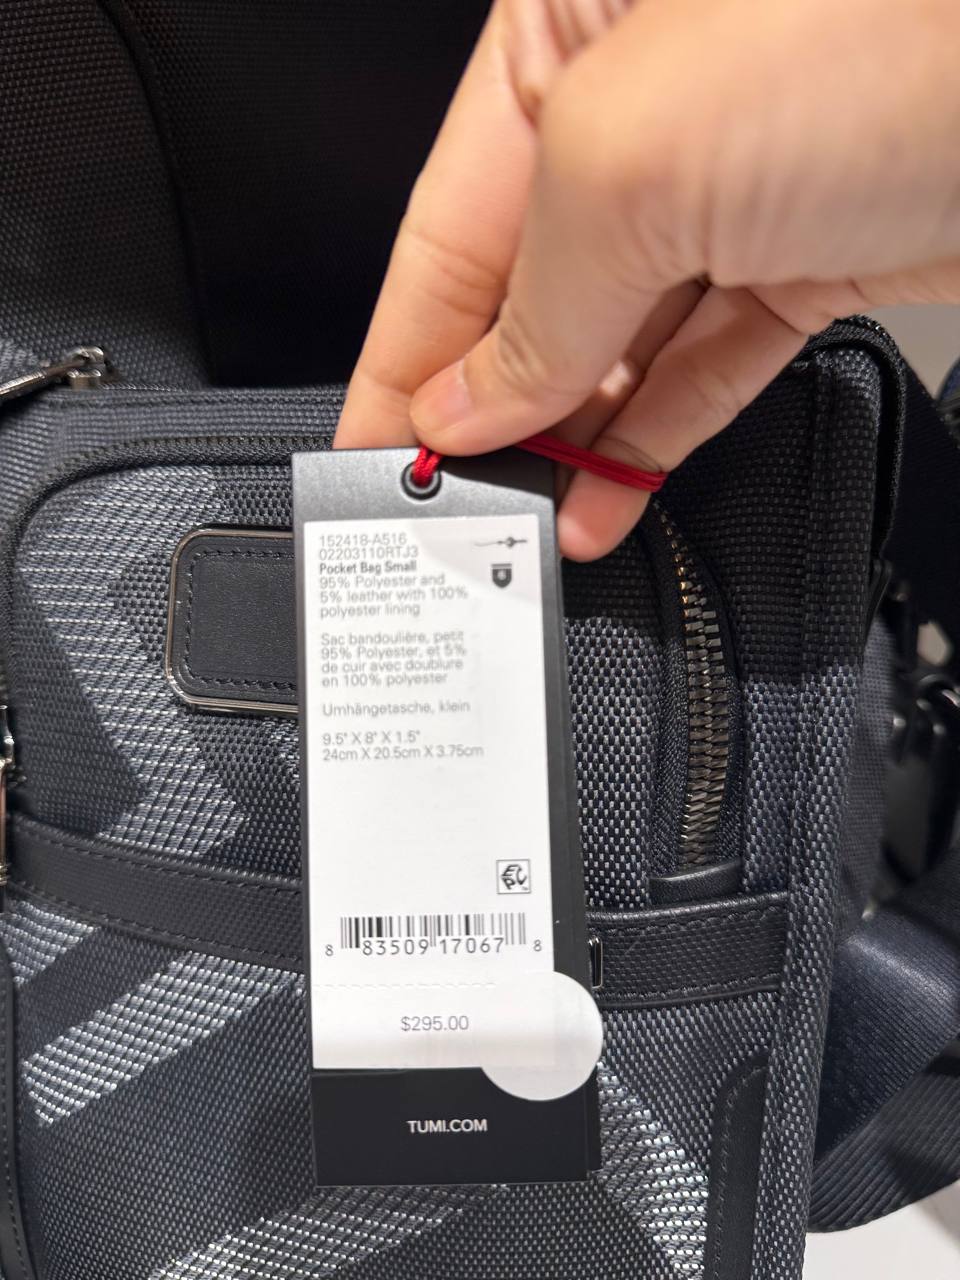 152418-A516
02203110RTJ3
Pocket Bag Small
95% Polyester and
5% leather with 100%
polyester lining
Sac bandoulière, petit
95% Polyester, et 5%
de cuir avec doublure
en 100% polyester
Umhängetasche, klein
9.5" X 8" X 1.5"
24cm X 20.5cm X 3.75cm
8 83509 17067 8
$295.00
TUMI.COM